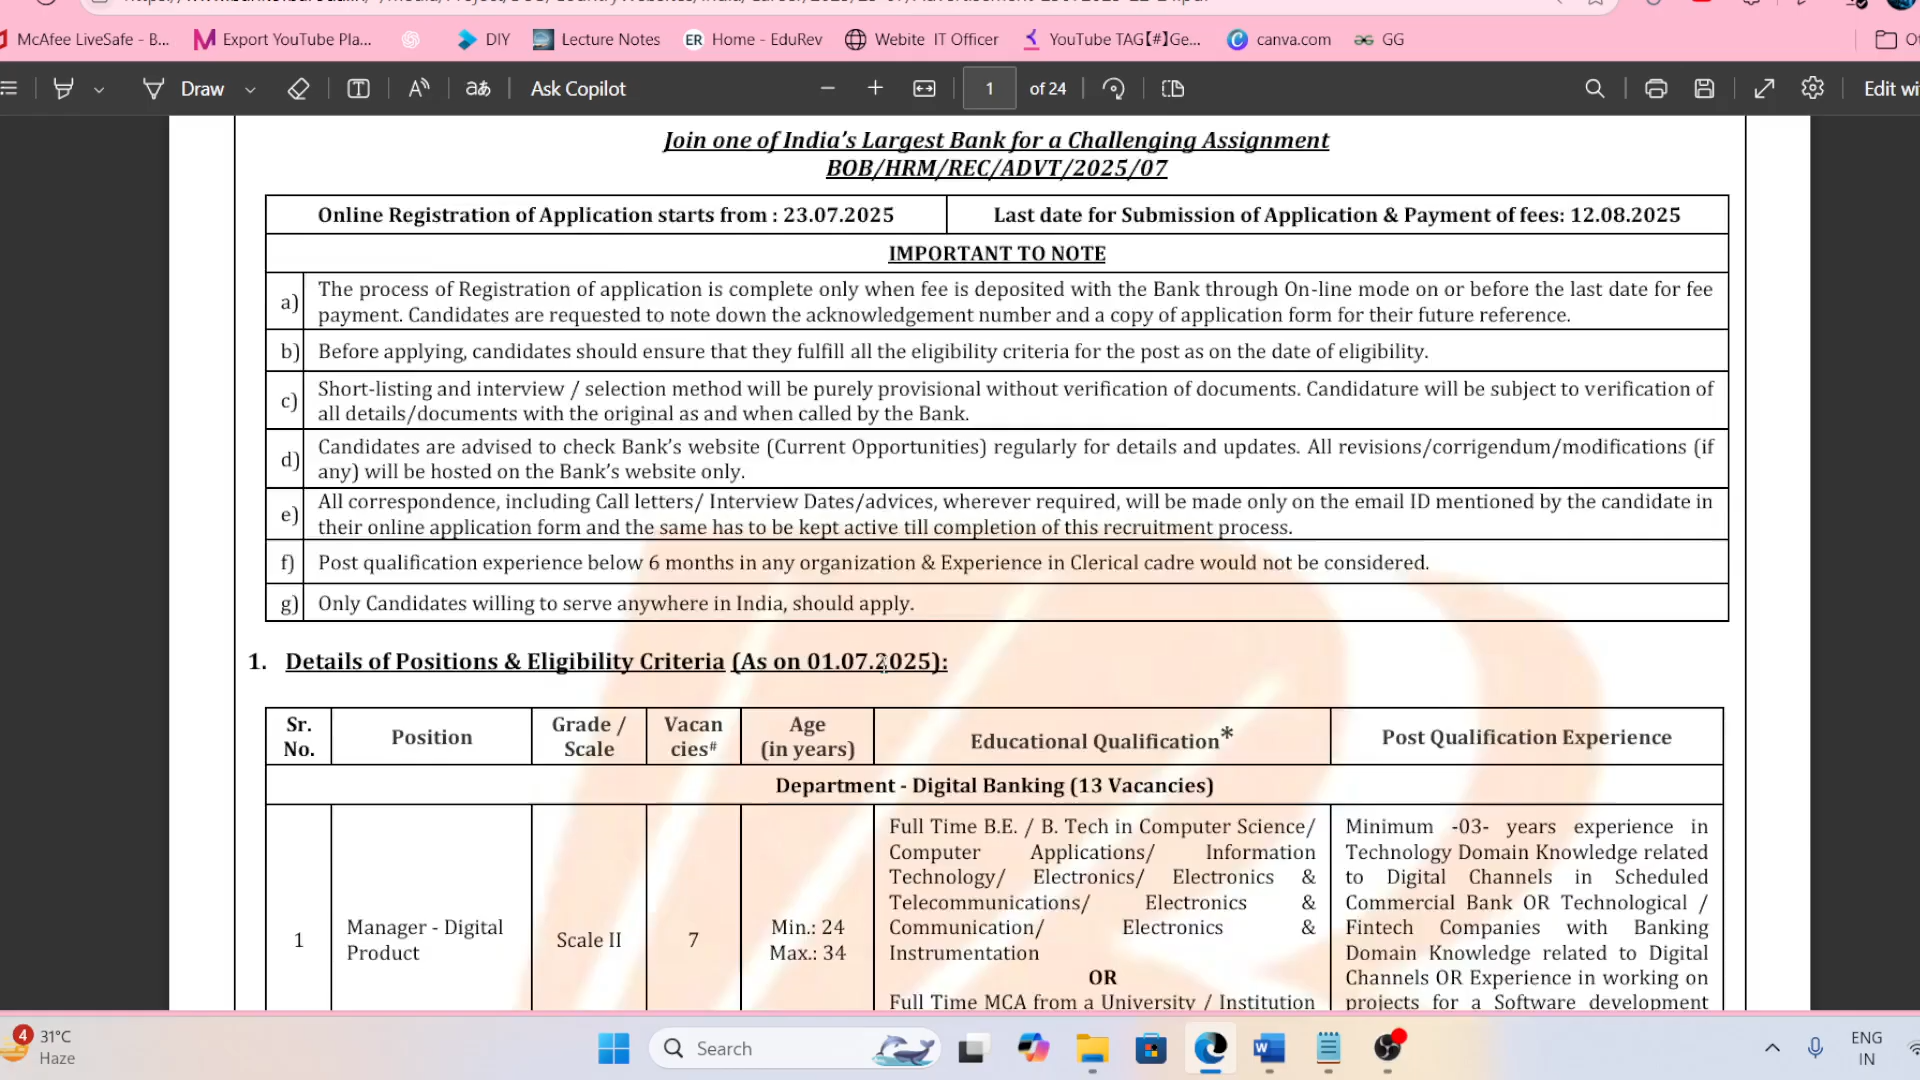 McAfee LiveSafe - B...
Export YouTube Pla...
DIY
Lecture Notes
ER Home - EduRev
Webite IT Officer
YouTube TAG【#】Ge...
canva.com
GG
Draw
Ask Copilot
1 of 24
Edit wi
Join one of India's Largest Bank for a Challenging Assignment
BOB/HRM/REC/ADVT/2025/07
Online Registration of Application starts from : 23.07.2025
Last date for Submission of Application & Payment of fees: 12.08.2025
IMPORTANT TO NOTE
a) The process of Registration of application is complete only when fee is deposited with the Bank through On-line mode on or before the last date for fee
payment. Candidates are requested to note down the acknowledgement number and a copy of application form for their future reference.
b) Before applying, candidates should ensure that they fulfill all the eligibility criteria for the post as on the date of eligibility.
c) Short-listing and interview / selection method will be purely provisional without verification of documents. Candidature will be subject to verification of
all details/documents with the original as and when called by the Bank.
d) Candidates are advised to check Bank's website (Current Opportunities) regularly for details and updates. All revisions/corrigendum/modifications (if
any) will be hosted on the Bank's website only.
e) All correspondence, including Call letters/ Interview Dates/advices, wherever required, will be made only on the email ID mentioned by the candidate in
their online application form and the same has to be kept active till completion of this recruitment process.
f) Post qualification experience below 6 months in any organization & Experience in Clerical cadre would not be considered.
g) Only Candidates willing to serve anywhere in India, should apply.
1. Details of Positions & Eligibility Criteria (As on 01.07.2025):
Sr.
No.
Position
Grade /
Scale
Vacan
cies#
Age
(in years)
Educational Qualification*
Post Qualification Experience
Department - Digital Banking (13 Vacancies)
1
Manager - Digital
Product
Scale II
7
Min.: 24
Max.: 34
Full Time B.E. / B. Tech in Computer Science/
Computer Applications/ Information
Technology/ Electronics/ Electronics &
Telecommunications/ Electronics &
Communication/ Electronics &
Instrumentation
OR
Full Time MCA from a University / Institution
Minimum -03- years experience in
Technology Domain Knowledge related
to Digital Channels in Scheduled
Commercial Bank OR Technological /
Fintech Companies with Banking
Domain Knowledge related to Digital
Channels OR Experience in working on
projects for a Software development
4
31°C
Haze
Search
ENG
IN